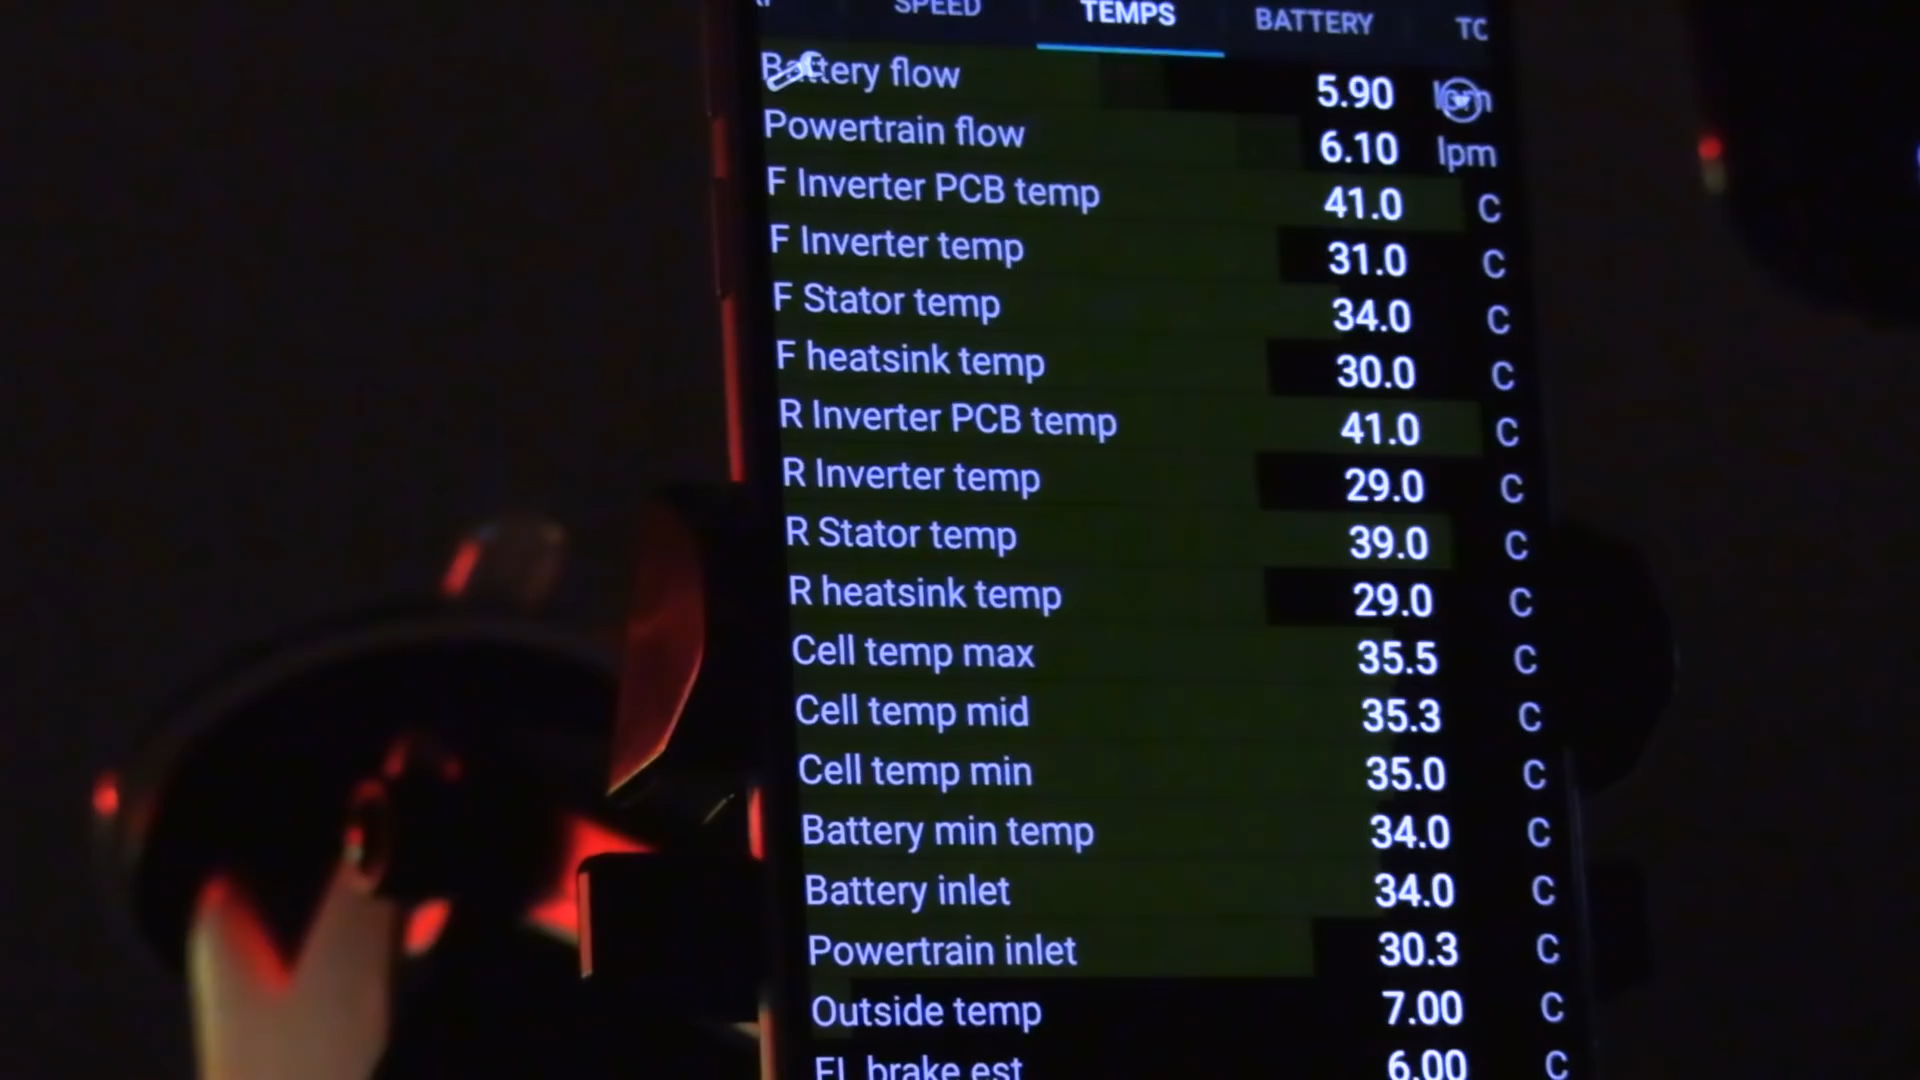 SPEED TEMPS BATTERY TC
Battery flow 5.90 lpm
Powertrain flow 6.10 lpm
F Inverter PCB temp 41.0 C
F Inverter temp 31.0 C
F Stator temp 34.0 C
F heatsink temp 30.0 C
R Inverter PCB temp 41.0 C
R Inverter temp 29.0 C
R Stator temp 39.0 C
R heatsink temp 29.0 C
Cell temp max 35.5 C
Cell temp mid 35.3 C
Cell temp min 35.0 C
Battery min temp 34.0 C
Battery inlet 34.0 C
Powertrain inlet 30.3 C
Outside temp 7.00 C
FL brake est 6.00 C